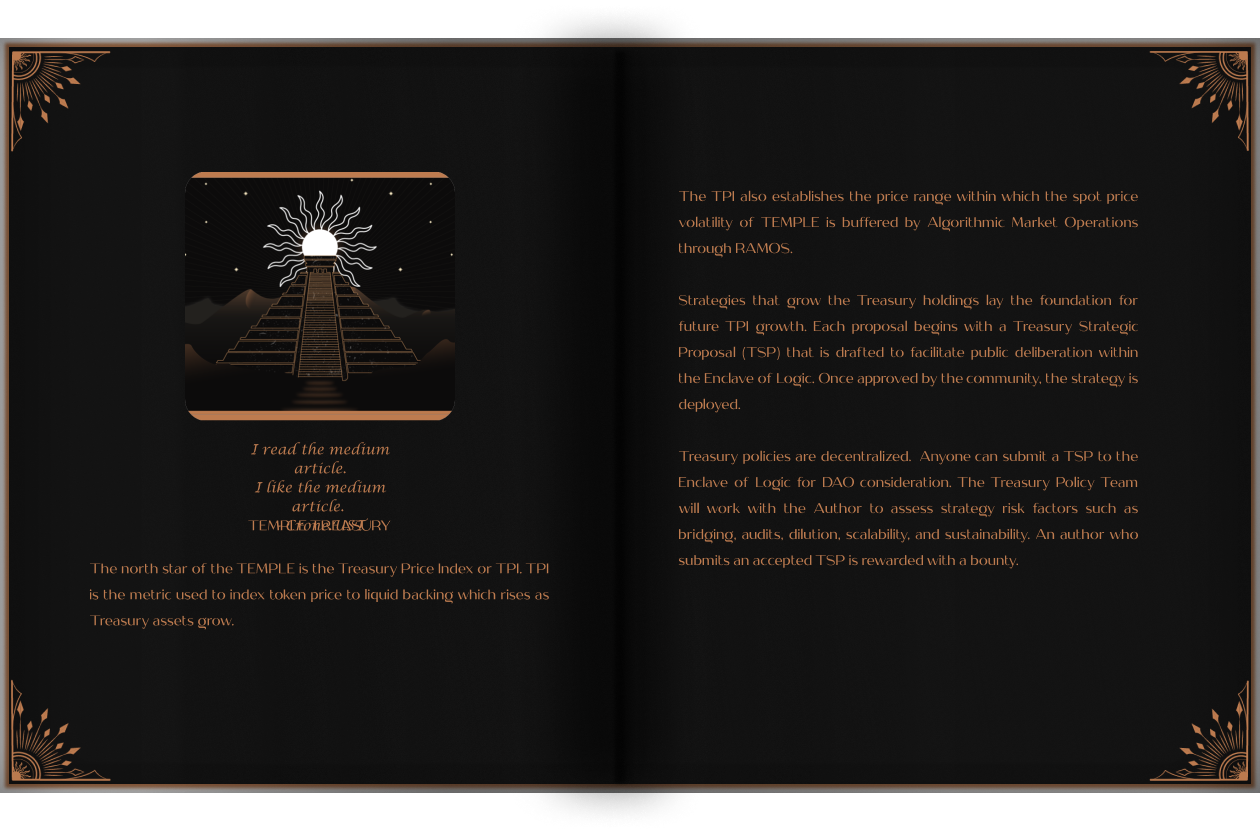 I read the medium
article.
I like the medium
article.
TEMPLE TREASURY
The north star of the TEMPLE is the Treasury Price Index or TPI. TPI
is the metric used to index token price to liquid backing which rises as
Treasury assets grow.
The TPI also establishes the price range within which the spot price
volatility of TEMPLE is buffered by Algorithmic Market Operations
through RAMOS.
Strategies that grow the Treasury holdings lay the foundation for
future TPI growth. Each proposal begins with a Treasury Strategic
Proposal (TSP) that is drafted to facilitate public deliberation within
the Enclave of Logic. Once approved by the community, the strategy is
deployed.
Treasury policies are decentralized. Anyone can submit a TSP to the
Enclave of Logic for DAO consideration. The Treasury Policy Team
will work with the Author to assess strategy risk factors such as
bridging, audits, dilution, scalability, and sustainability. An author who
submits an accepted TSP is rewarded with a bounty.